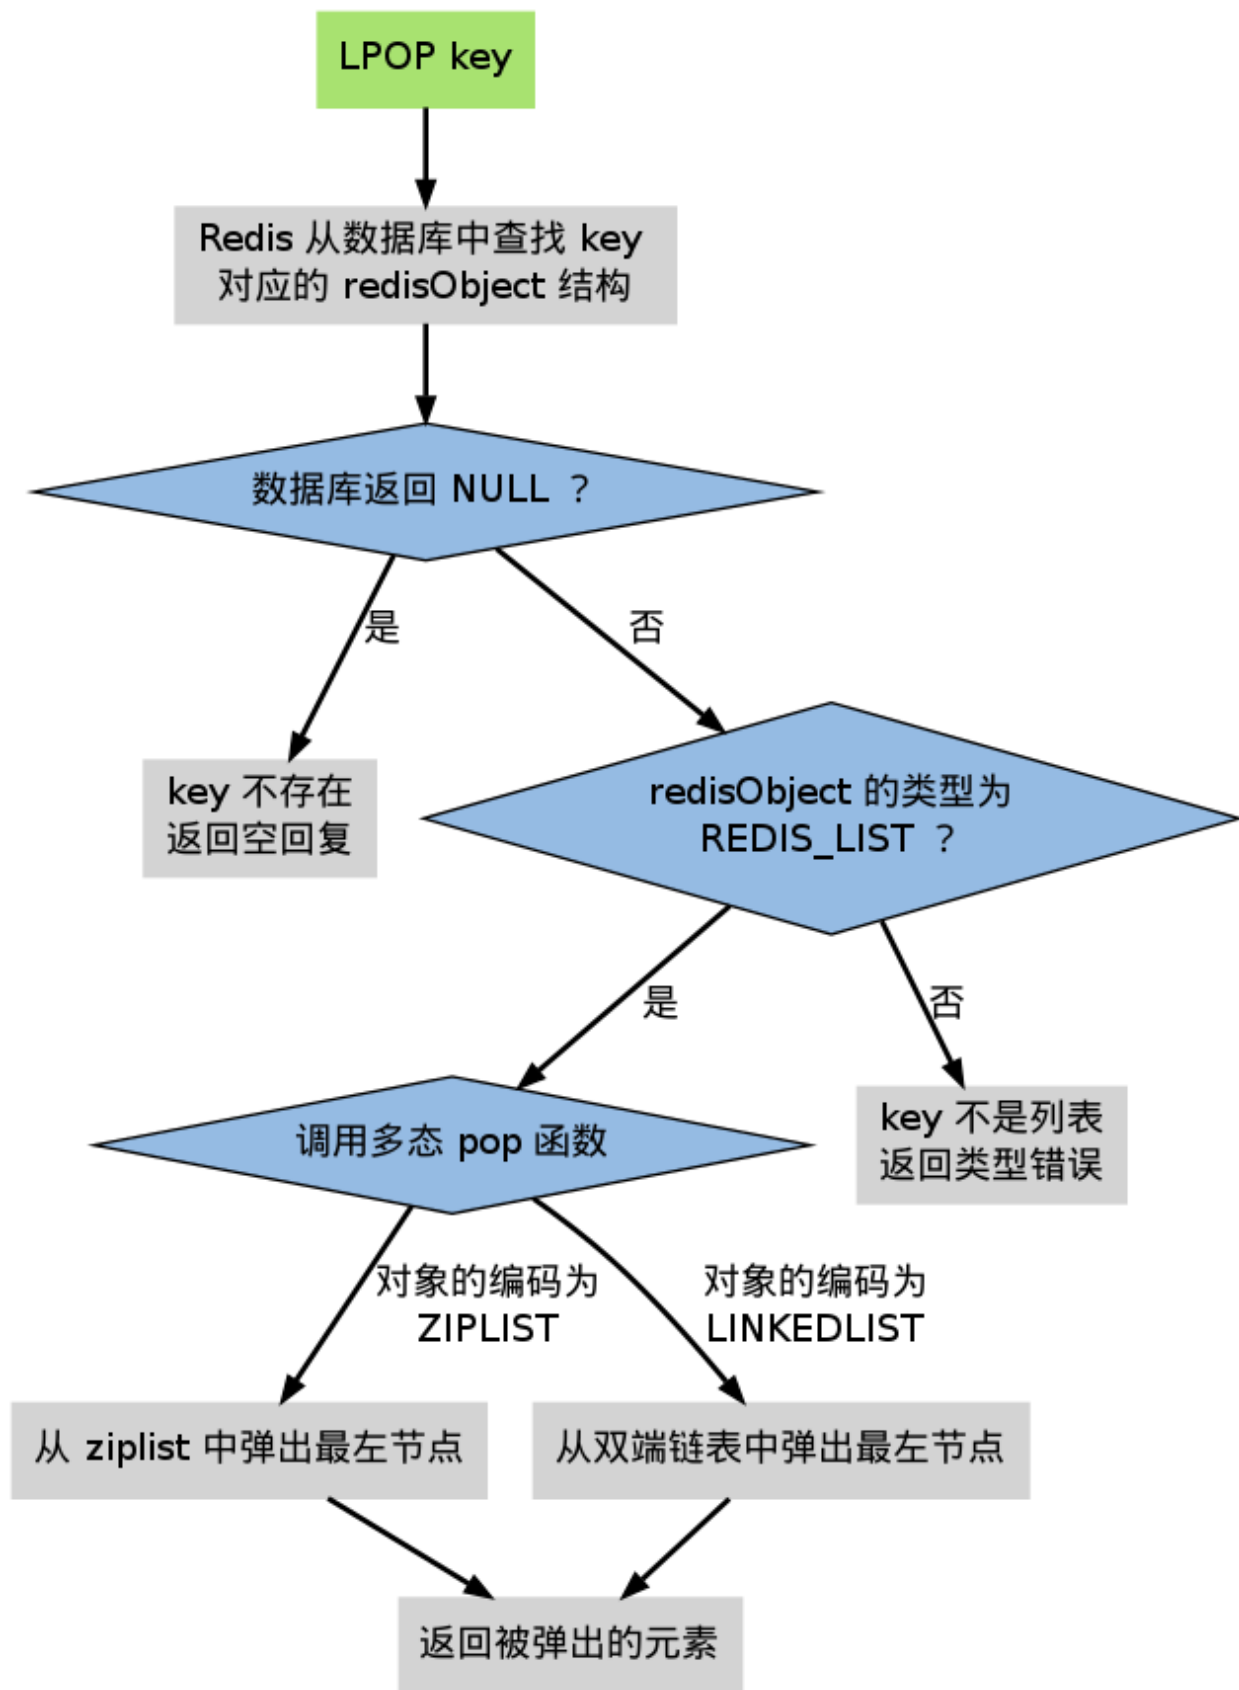 LPOP key
Redis 从数据库中查找 key
对应的 redisObject 结构
数据库返回 NULL ？
是
否
key 不存在
返回空回复
redisObject 的类型为
REDIS_LIST ？
是
否
key 不是列表
返回类型错误
调用多态 pop 函数
对象的编码为
ZIPLIST
对象的编码为
LINKEDLIST
从 ziplist 中弹出最左节点
从双端链表中弹出最左节点
返回被弹出的元素